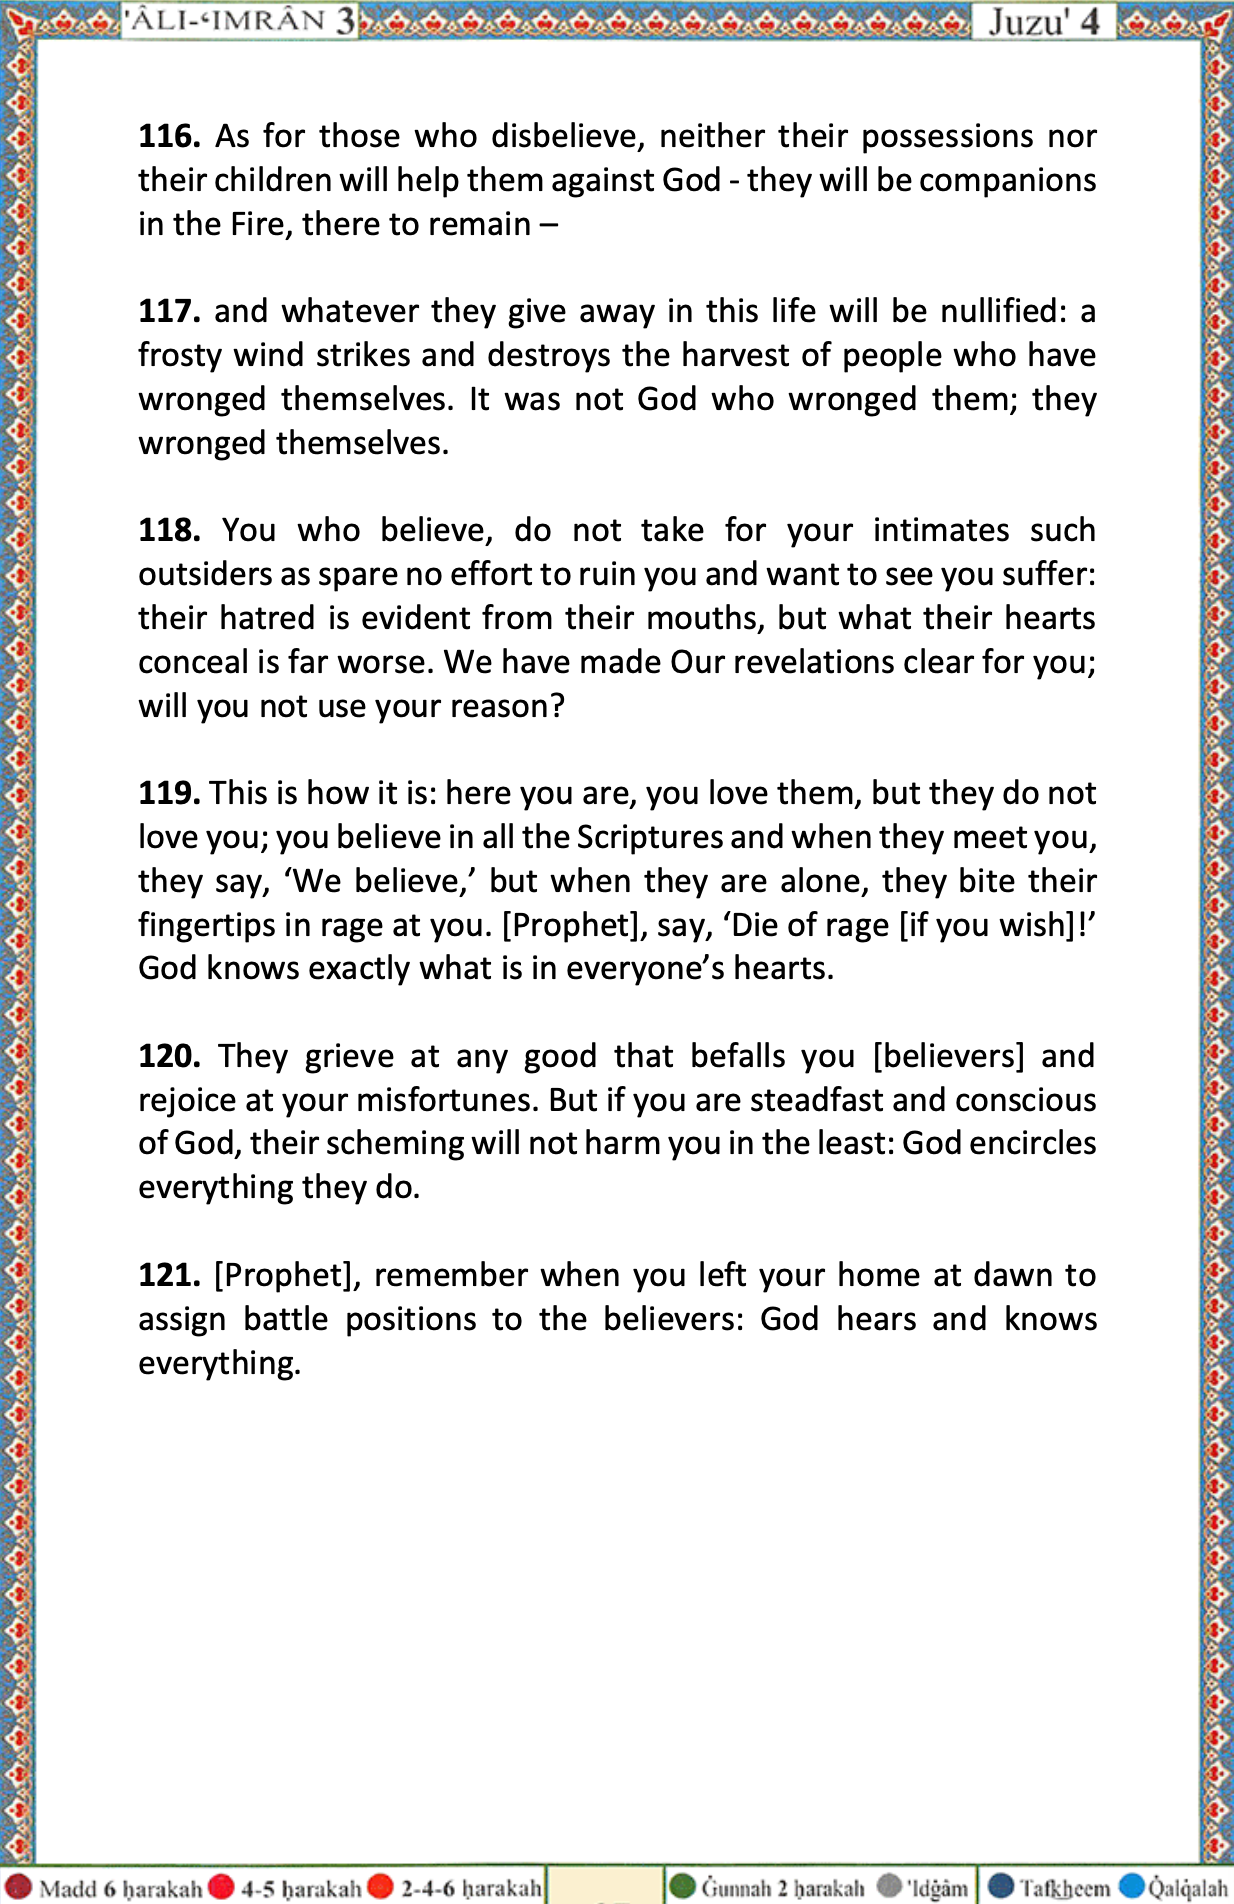 'ÂLI-‘IMRÂN 3
Juzu' 4
116. As for those who disbelieve, neither their possessions nor
their children will help them against God - they will be companions
in the Fire, there to remain –
117. and whatever they give away in this life will be nullified: a
frosty wind strikes and destroys the harvest of people who have
wronged themselves. It was not God who wronged them; they
wronged themselves.
118. You who believe, do not take for your intimates such
outsiders as spare no effort to ruin you and want to see you suffer:
their hatred is evident from their mouths, but what their hearts
conceal is far worse. We have made Our revelations clear for you;
will you not use your reason?
119. This is how it is: here you are, you love them, but they do not
love you; you believe in all the Scriptures and when they meet you,
they say, ‘We believe,’ but when they are alone, they bite their
fingertips in rage at you. [Prophet], say, ‘Die of rage [if you wish]!’
God knows exactly what is in everyone’s hearts.
120. They grieve at any good that befalls you [believers] and
rejoice at your misfortunes. But if you are steadfast and conscious
of God, their scheming will not harm you in the least: God encircles
everything they do.
121. [Prophet], remember when you left your home at dawn to
assign battle positions to the believers: God hears and knows
everything.
Madd 6 ḥarakah 4-5 ḥarakah 2-4-6 ḥarakah Ġunnah 2 ḥarakah 'Idġâm Tafkheem Q̇alq̇alah